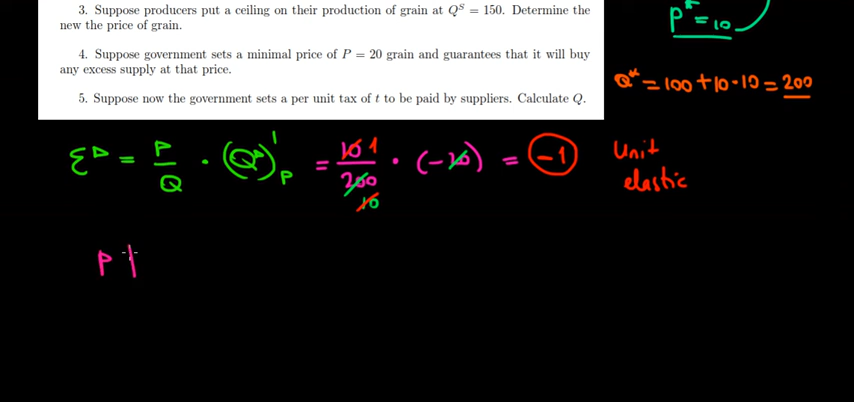 3. Suppose producers put a ceiling on their production of grain at Q^S = 150. Determine the
new the price of grain.
4. Suppose government sets a minimal price of P = 20 grain and guarantees that it will buy
any excess supply at that price.
5. Suppose now the government sets a per unit tax of t to be paid by suppliers. Calculate Q.
P* = 10
Q* = 100 + 10 · 10 = 200
ε^D = P/Q · (Q^D)'_P = 10 1/200 10 · (-20) = -1
Unit
elastic
P